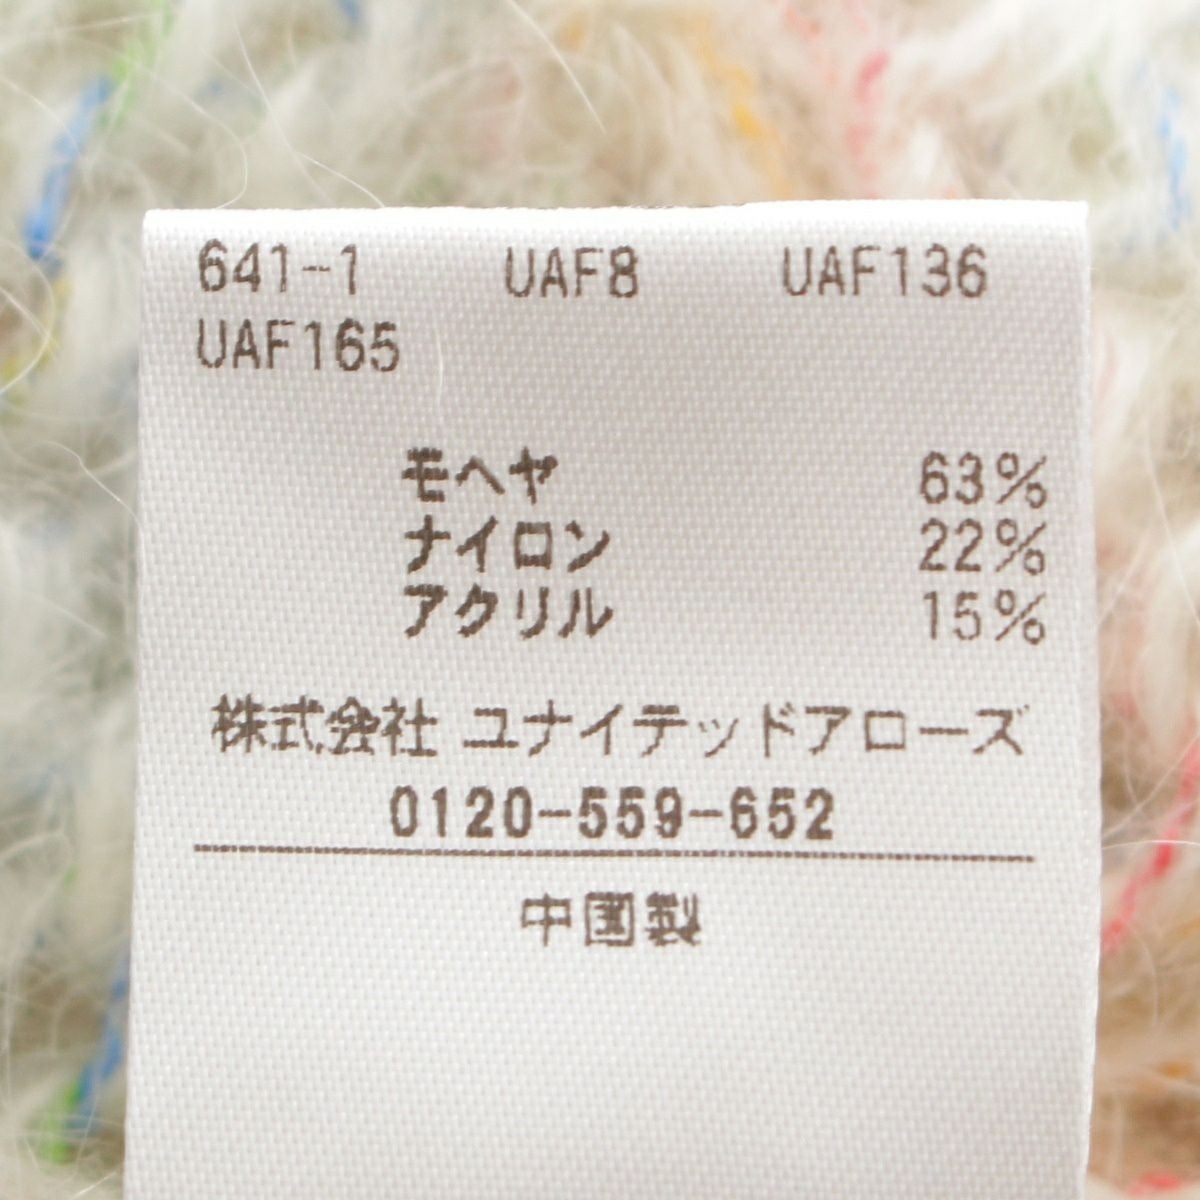 641-1 UAF8 UAF136
UAF165
モヘヤ 63%
ナイロン 22%
アクリル 15%
株式会社 ユナイテッドアローズ
0120-559-652
中国製